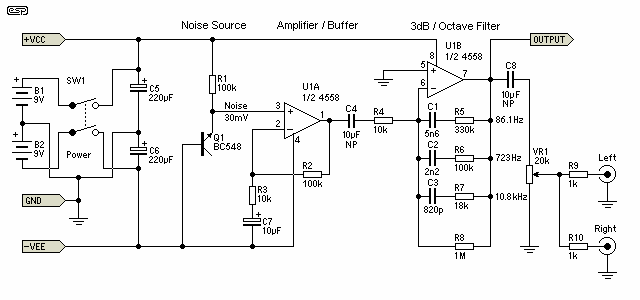 esp
Noise Source
Amplifier / Buffer
3dB / Octave Filter
+VCC
OUTPUT
U1B
1/2 4558
8
5
6
7
+
−
C8
10µF
NP
SW1
B1
9V
B2
9V
Power
C5
220µF
C6
220µF
R1
100k
Noise
30mV
Q1
BC548
U1A
1/2 4558
3
2
1
4
+
−
C4
10µF
NP
R4
10k
C1
5n6
R5
330k
86.1Hz
C2
2n2
R6
100k
723Hz
C3
820p
R7
18k
10.8kHz
R8
1M
R2
100k
R3
10k
C7
10µF
VR1
20k
R9
1k
Left
R10
1k
Right
GND
−VEE